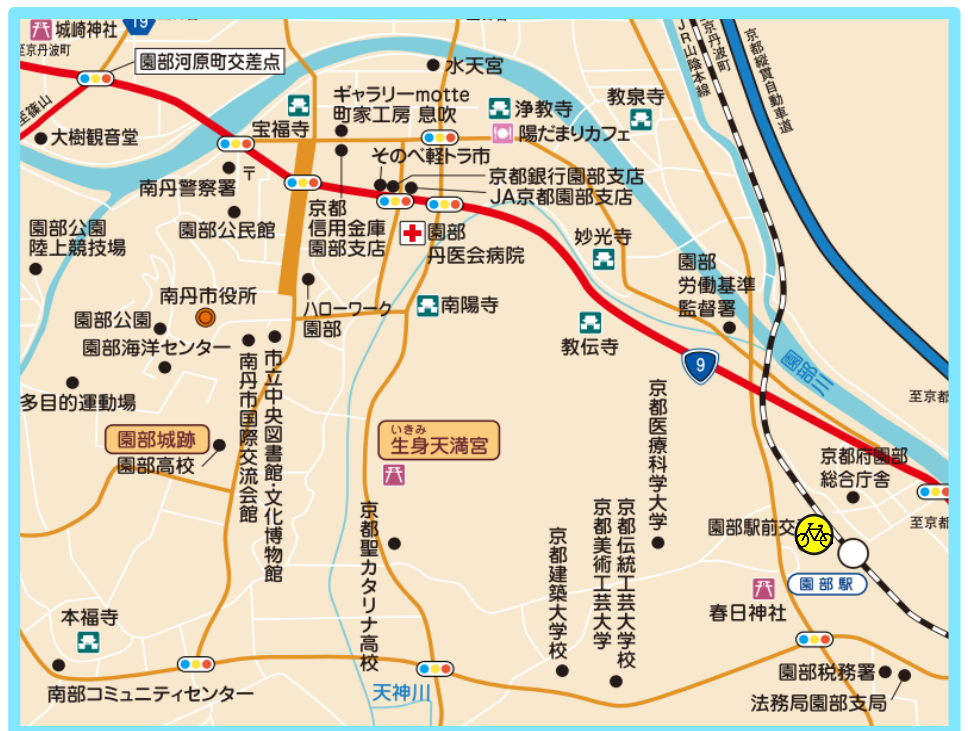 城崎神社
19
至京丹波町
園部河原町交差点
至篠山
大樹観音堂
水天宮
ギャラリーmotte
町家工房 息吹
宝福寺
浄教寺
陽だまりカフェ
教泉寺
JR山陰本線
京丹波町
京都縦貫自動車道
そのべ軽トラ市
京都銀行園部支店
JA京都園部支店
〒
南丹警察署
園部公民館
京都
信用金庫
園部支店
園部
丹医会病院
妙光寺
園部公園
陸上競技場
園部
労働基準
監督署
南丹市役所
園部公園
園部海洋センター
ハローワーク
園部
南陽寺
教伝寺
9
園部川
至京都
多目的運動場
園部城跡
園部高校
南丹市国際交流会館
市立中央図書館・文化博物館
いきみ
生身天満宮
京都聖カタリナ高校
京都医療科学大学
京都伝統工芸大学校
京都美術工芸大学
京都建築大学校
京都府園部
総合庁舎
至京都
園部駅前交
園部駅
春日神社
本福寺
南部コミュニティセンター
天神川
園部税務署
法務局園部支局